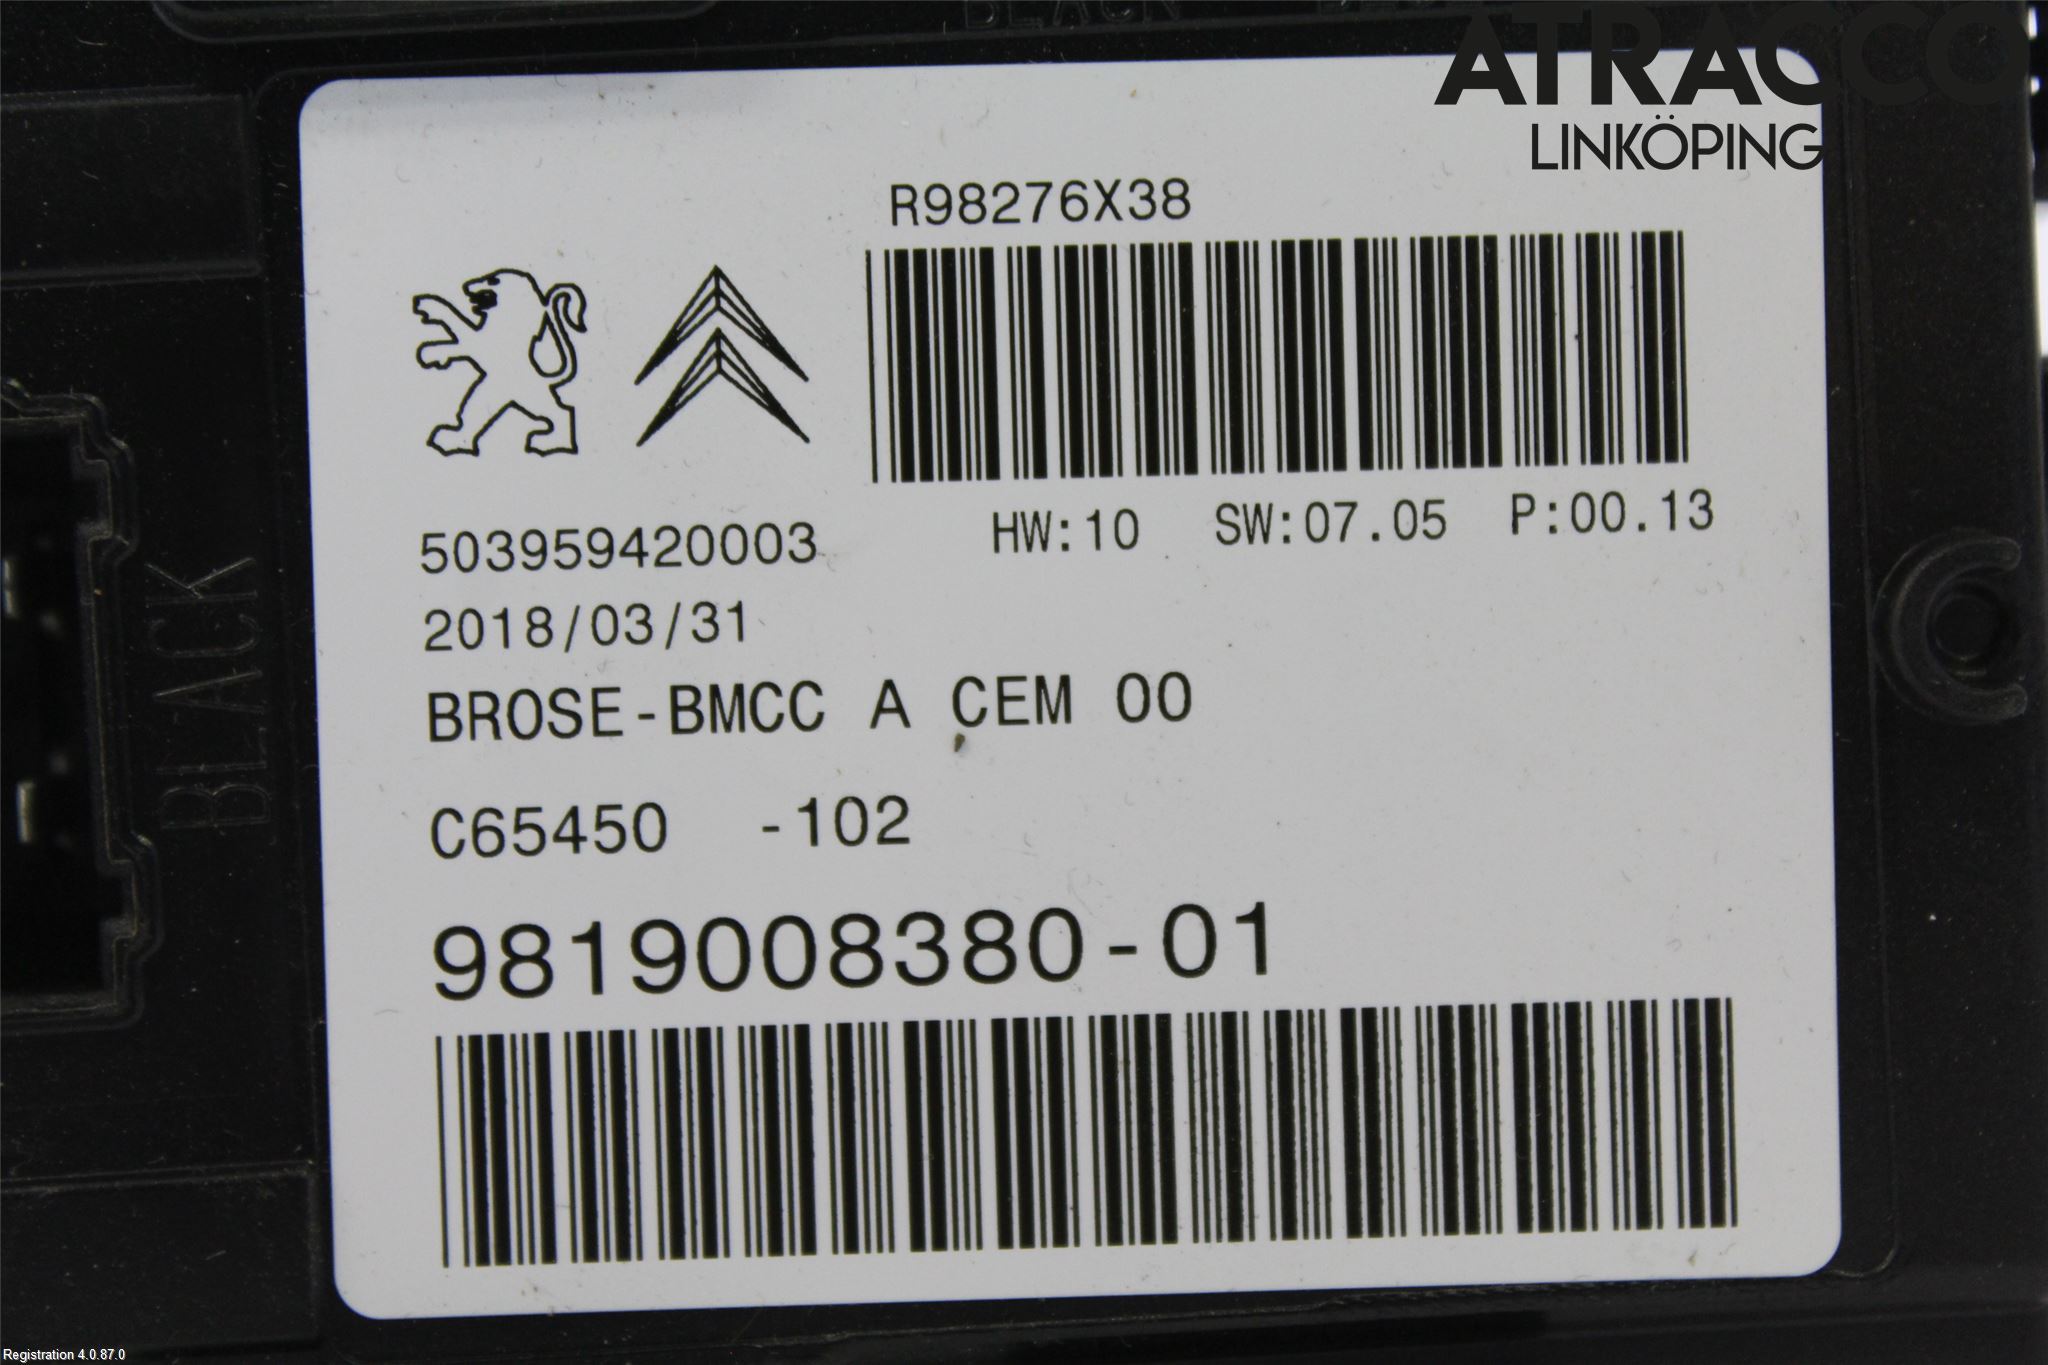 BLACK
ATRACCO
LINKÖPING
R98276X38
503959420003 HW:10 SW:07.05 P:00.13
2018/03/31
BROSE-BMCC A CEM 00
C65450 -102
9819008380-01
BLACK
Registration 4.0.87.0